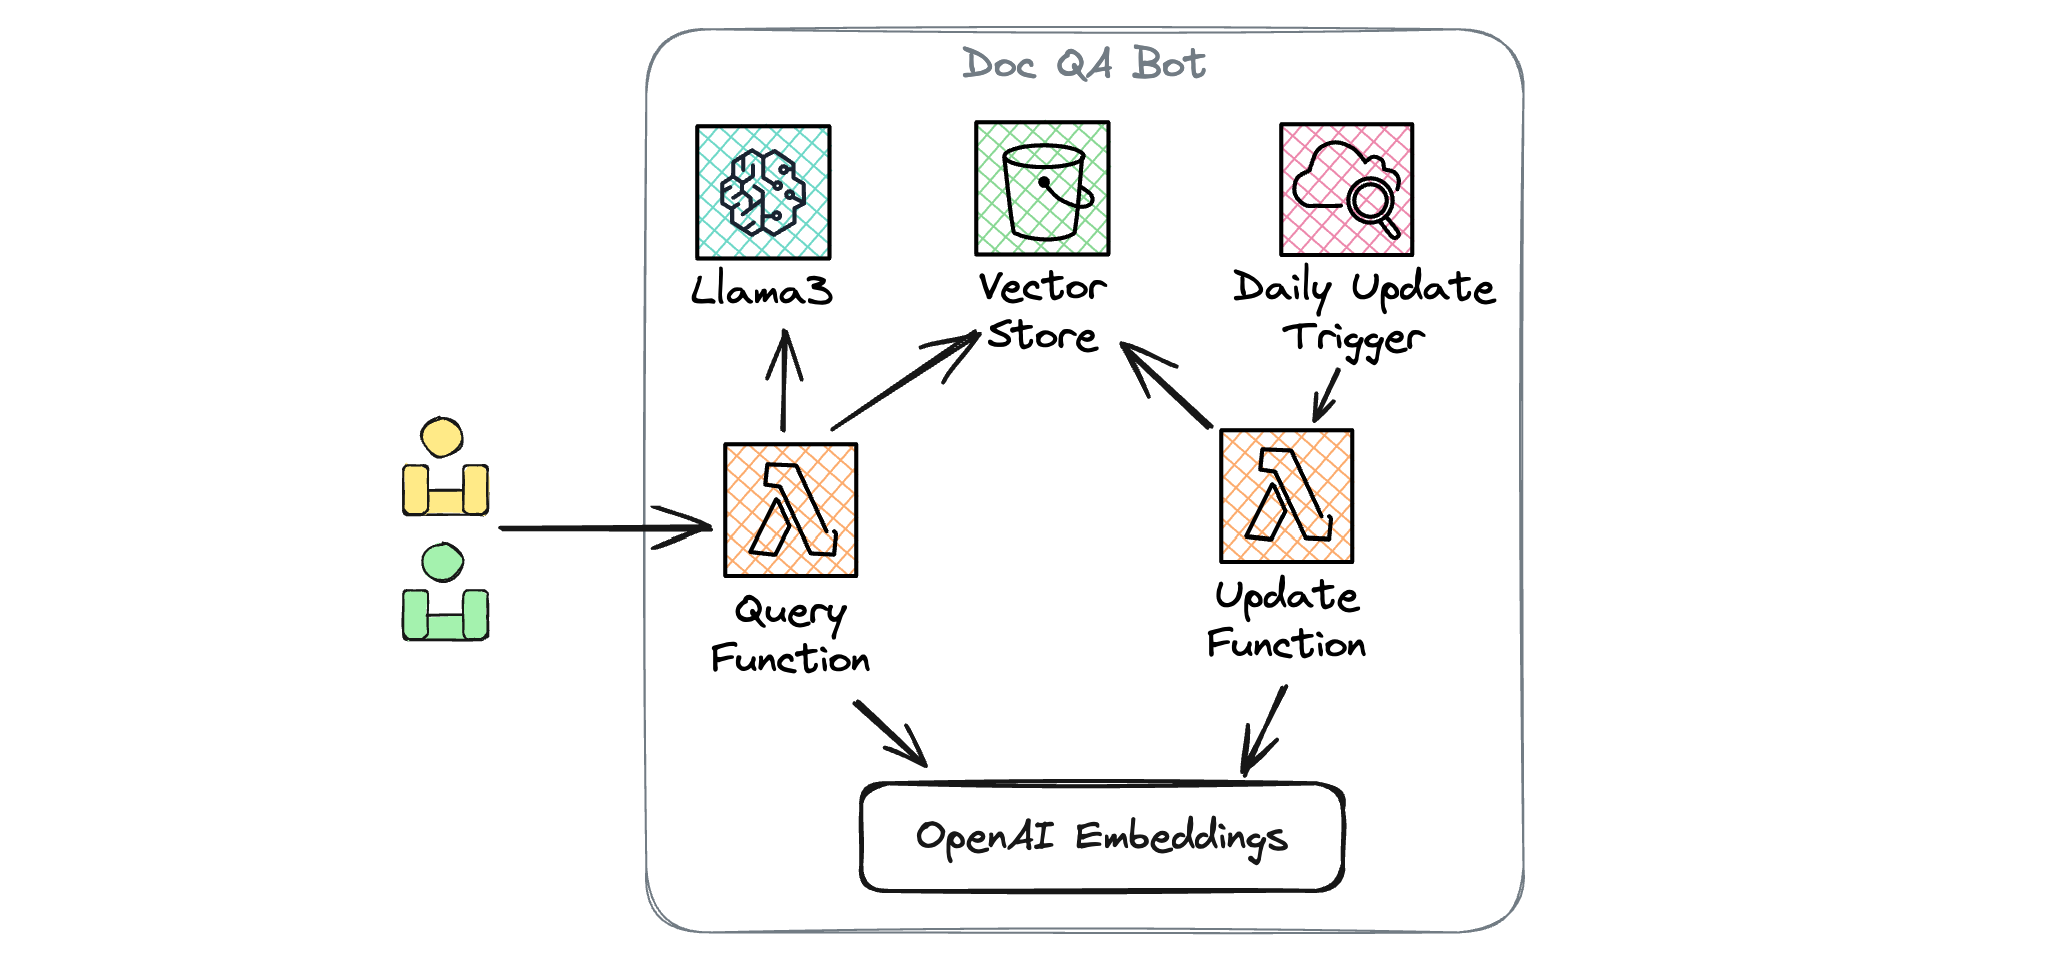 Doc QA Bot
Llama3
Vector
Store
Daily Update
Trigger
Query
Function
Update
Function
OpenAI Embeddings